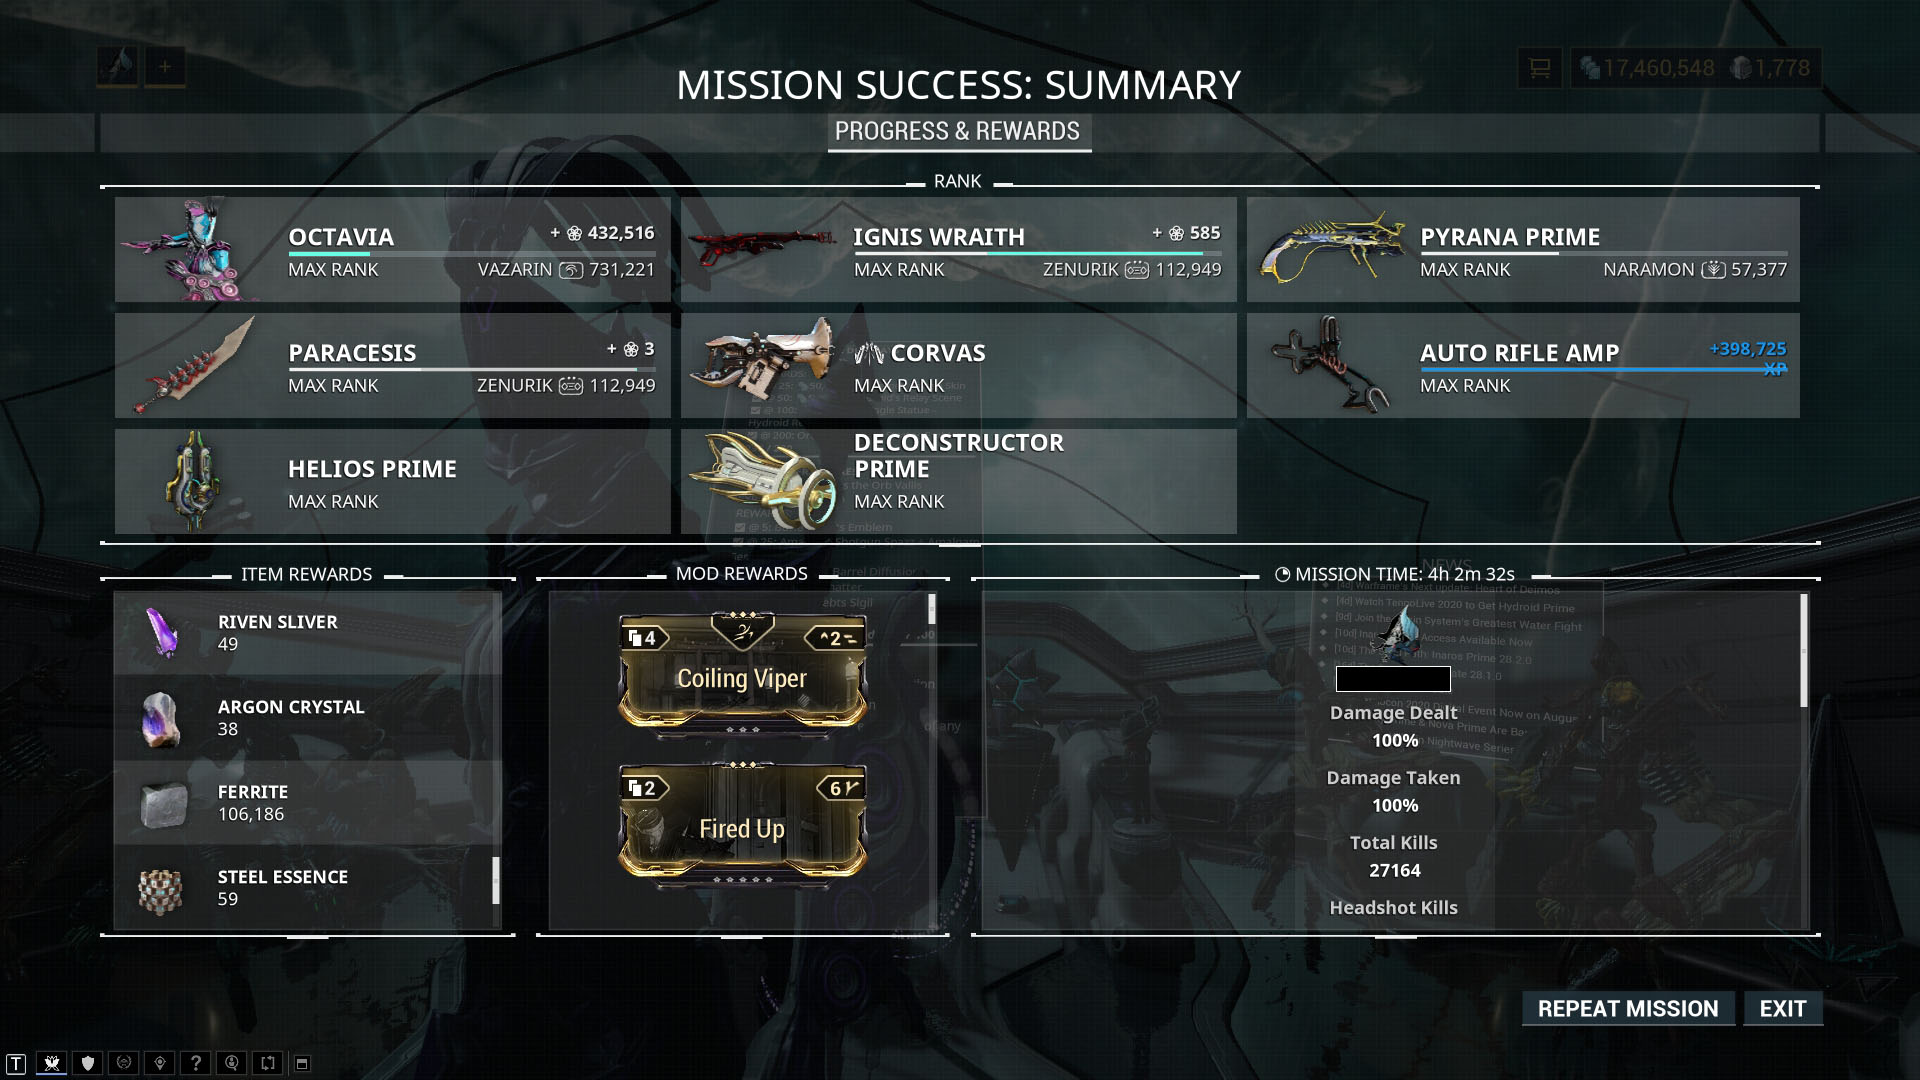 17,460,548 1,778
MISSION SUCCESS: SUMMARY
PROGRESS & REWARDS
RANK
OCTAVIA + 432,516
MAX RANK VAZARIN 731,221
IGNIS WRAITH + 585
MAX RANK ZENURIK 112,949
PYRANA PRIME
MAX RANK NARAMON 57,377
PARACESIS + 3
MAX RANK ZENURIK 112,949
CORVAS
MAX RANK
AUTO RIFLE AMP +398,725
XP
MAX RANK
HELIOS PRIME
MAX RANK
DECONSTRUCTOR
PRIME
MAX RANK
ITEM REWARDS
RIVEN SLIVER
49
ARGON CRYSTAL
38
FERRITE
106,186
STEEL ESSENCE
59
MOD REWARDS
4 2
Coiling Viper
2 6
Fired Up
NEWS
MISSION TIME: 4h 2m 32s
Damage Dealt
100%
Damage Taken
100%
Total Kills
27164
Headshot Kills
REPEAT MISSION EXIT
T ?